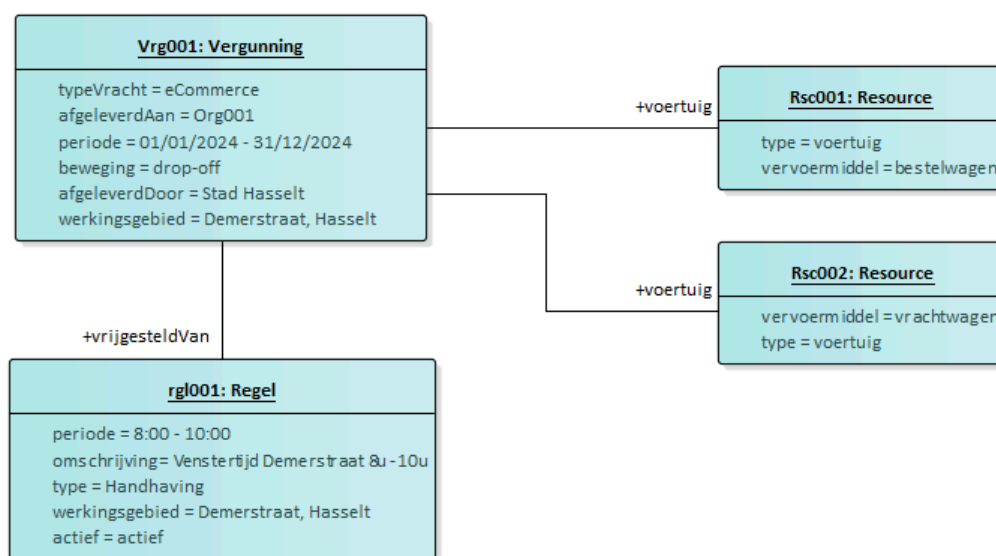 Vrg001: Vergunning
typeVracht = eCommerce
afgeleverdAan = Org001
periode = 01/01/2024 - 31/12/2024
beweging = drop-off
afgeleverdDoor = Stad Hasselt
werkingsgebied = Demerstraat, Hasselt
+voertuig
Rsc001: Resource
type = voertuig
vervoermiddel = bestelwagen
+voertuig
Rsc002: Resource
vervoermiddel = vrachtwagen
type = voertuig
+vrijgesteldVan
rgl001: Regel
periode = 8:00 - 10:00
omschrijving= Venstertijd Demerstraat 8u -10u
type = Handhaving
werkingsgebied = Demerstraat, Hasselt
actief = actief